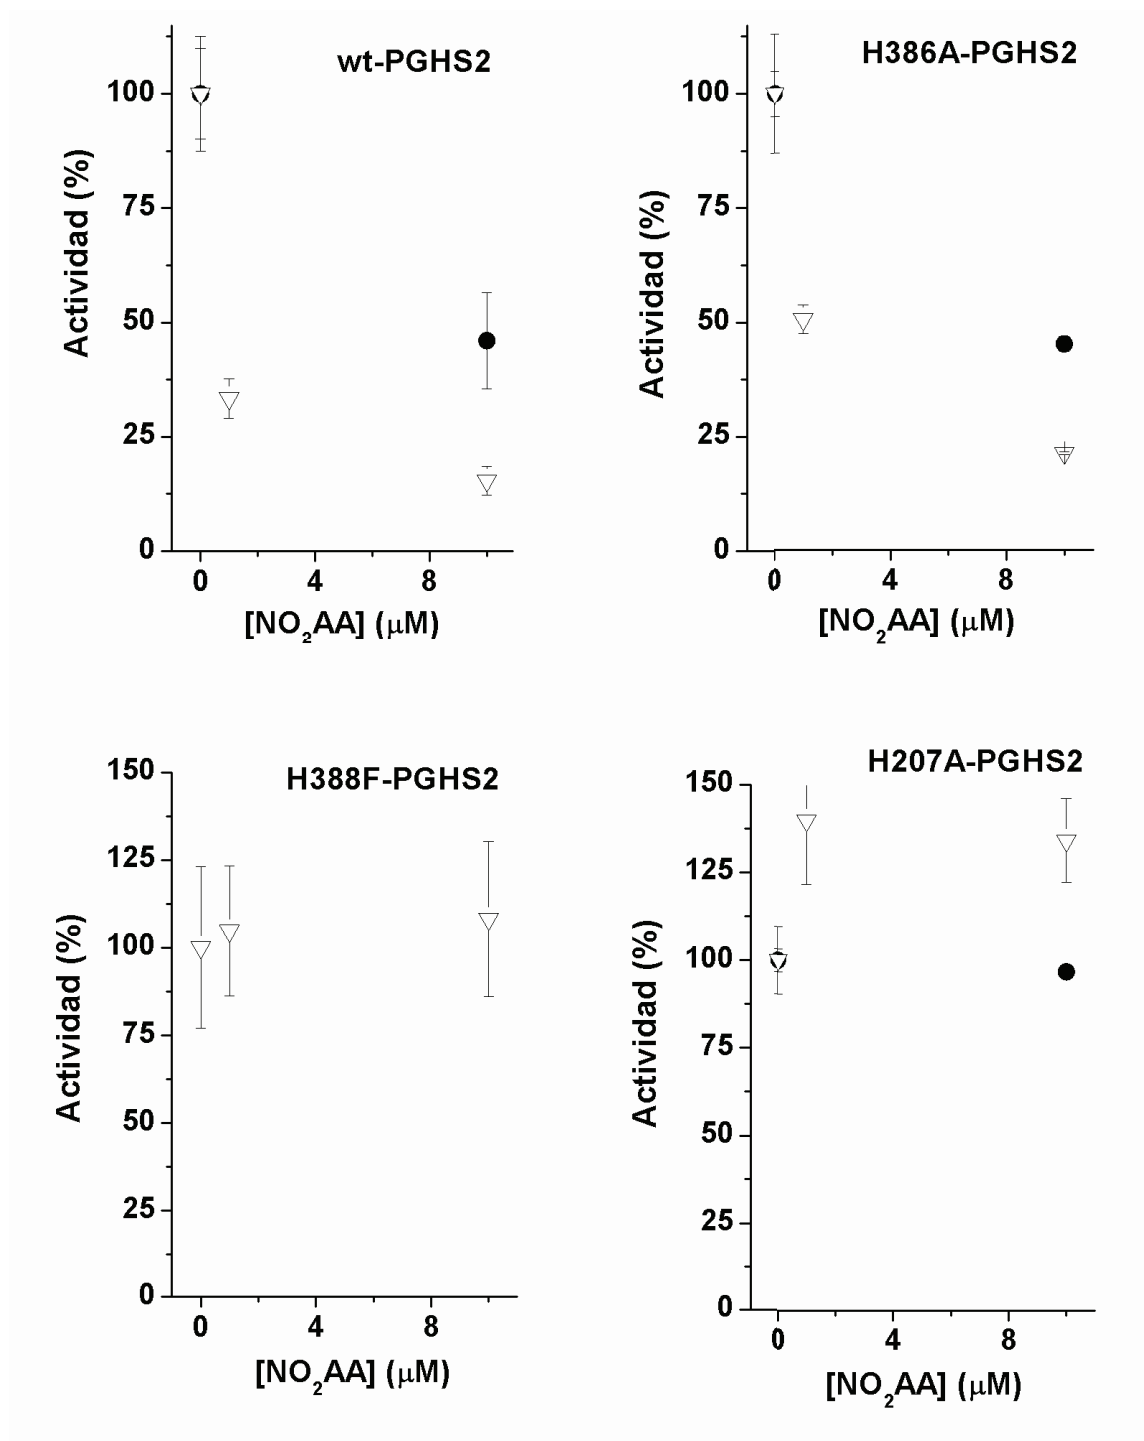 wt-PGHS2
Actividad (%)
100
75
50
25
0
0 4 8
[NO₂AA] (μM)
H386A-PGHS2
Actividad (%)
100
75
50
25
0
0 4 8
[NO₂AA] (μM)
H388F-PGHS2
Actividad (%)
150
125
100
75
50
25
0
0 4 8
[NO₂AA] (μM)
H207A-PGHS2
Actividad (%)
150
125
100
75
50
25
0
0 4 8
[NO₂AA] (μM)